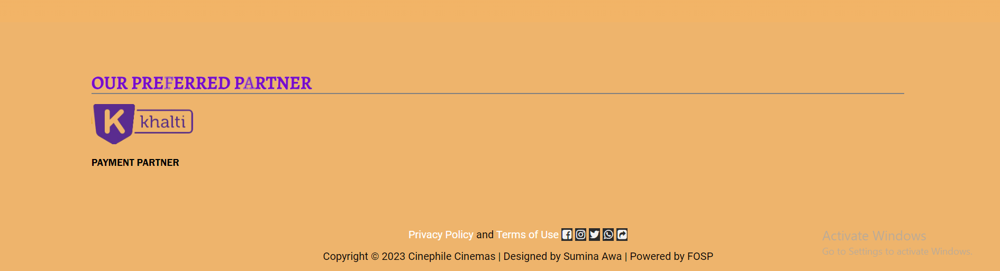 OUR PREFERRED PARTNER
K khalti
PAYMENT PARTNER
Privacy Policy and Terms of Use
Copyright © 2023 Cinephile Cinemas | Designed by Sumina Awa | Powered by FOSP
Activate Windows
Go to Settings to activate Windows.